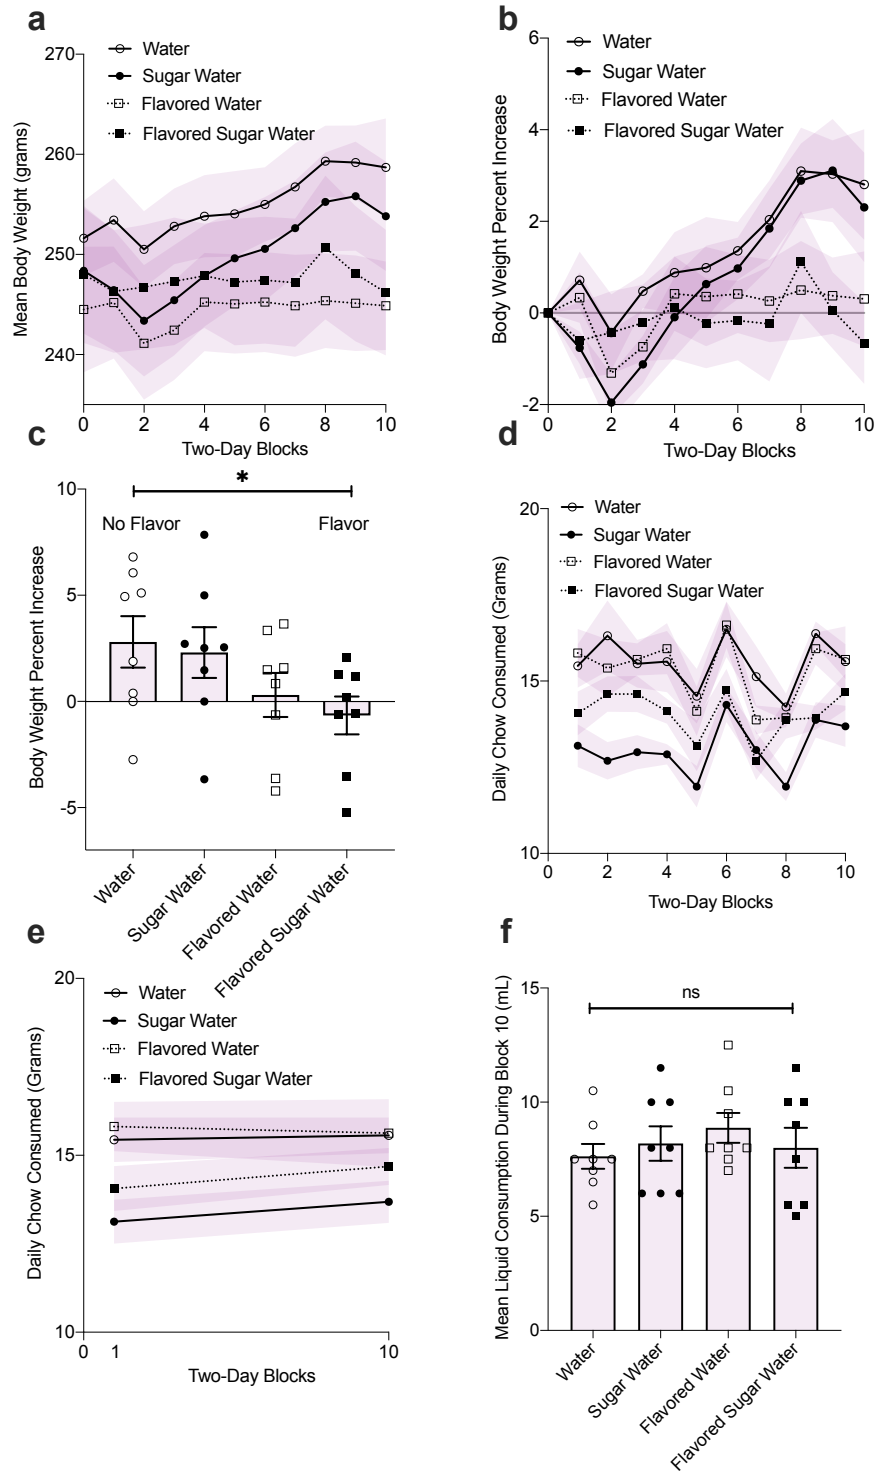 a
Water
Sugar Water
Flavored Water
Flavored Sugar Water
Mean Body Weight (grams)
270
260
250
240
0 2 4 6 8 10
Two-Day Blocks
b
Water
Sugar Water
Flavored Water
Flavored Sugar Water
Body Weight Percent Increase
6
4
2
0
-2
0 2 4 6 8 10
Two-Day Blocks
c
*
No Flavor Flavor
Body Weight Percent Increase
10
5
0
-5
Water
Sugar Water
Flavored Water
Flavored Sugar Water
d
Water
Sugar Water
Flavored Water
Flavored Sugar Water
Daily Chow Consumed (Grams)
20
15
10
0 2 4 6 8 10
Two-Day Blocks
e
Water
Sugar Water
Flavored Water
Flavored Sugar Water
Daily Chow Consumed (Grams)
20
15
10
0 1 10
Two-Day Blocks
f
ns
Mean Liquid Consumption During Block 10 (mL)
15
10
5
0
Water
Sugar Water
Flavored Water
Flavored Sugar Water